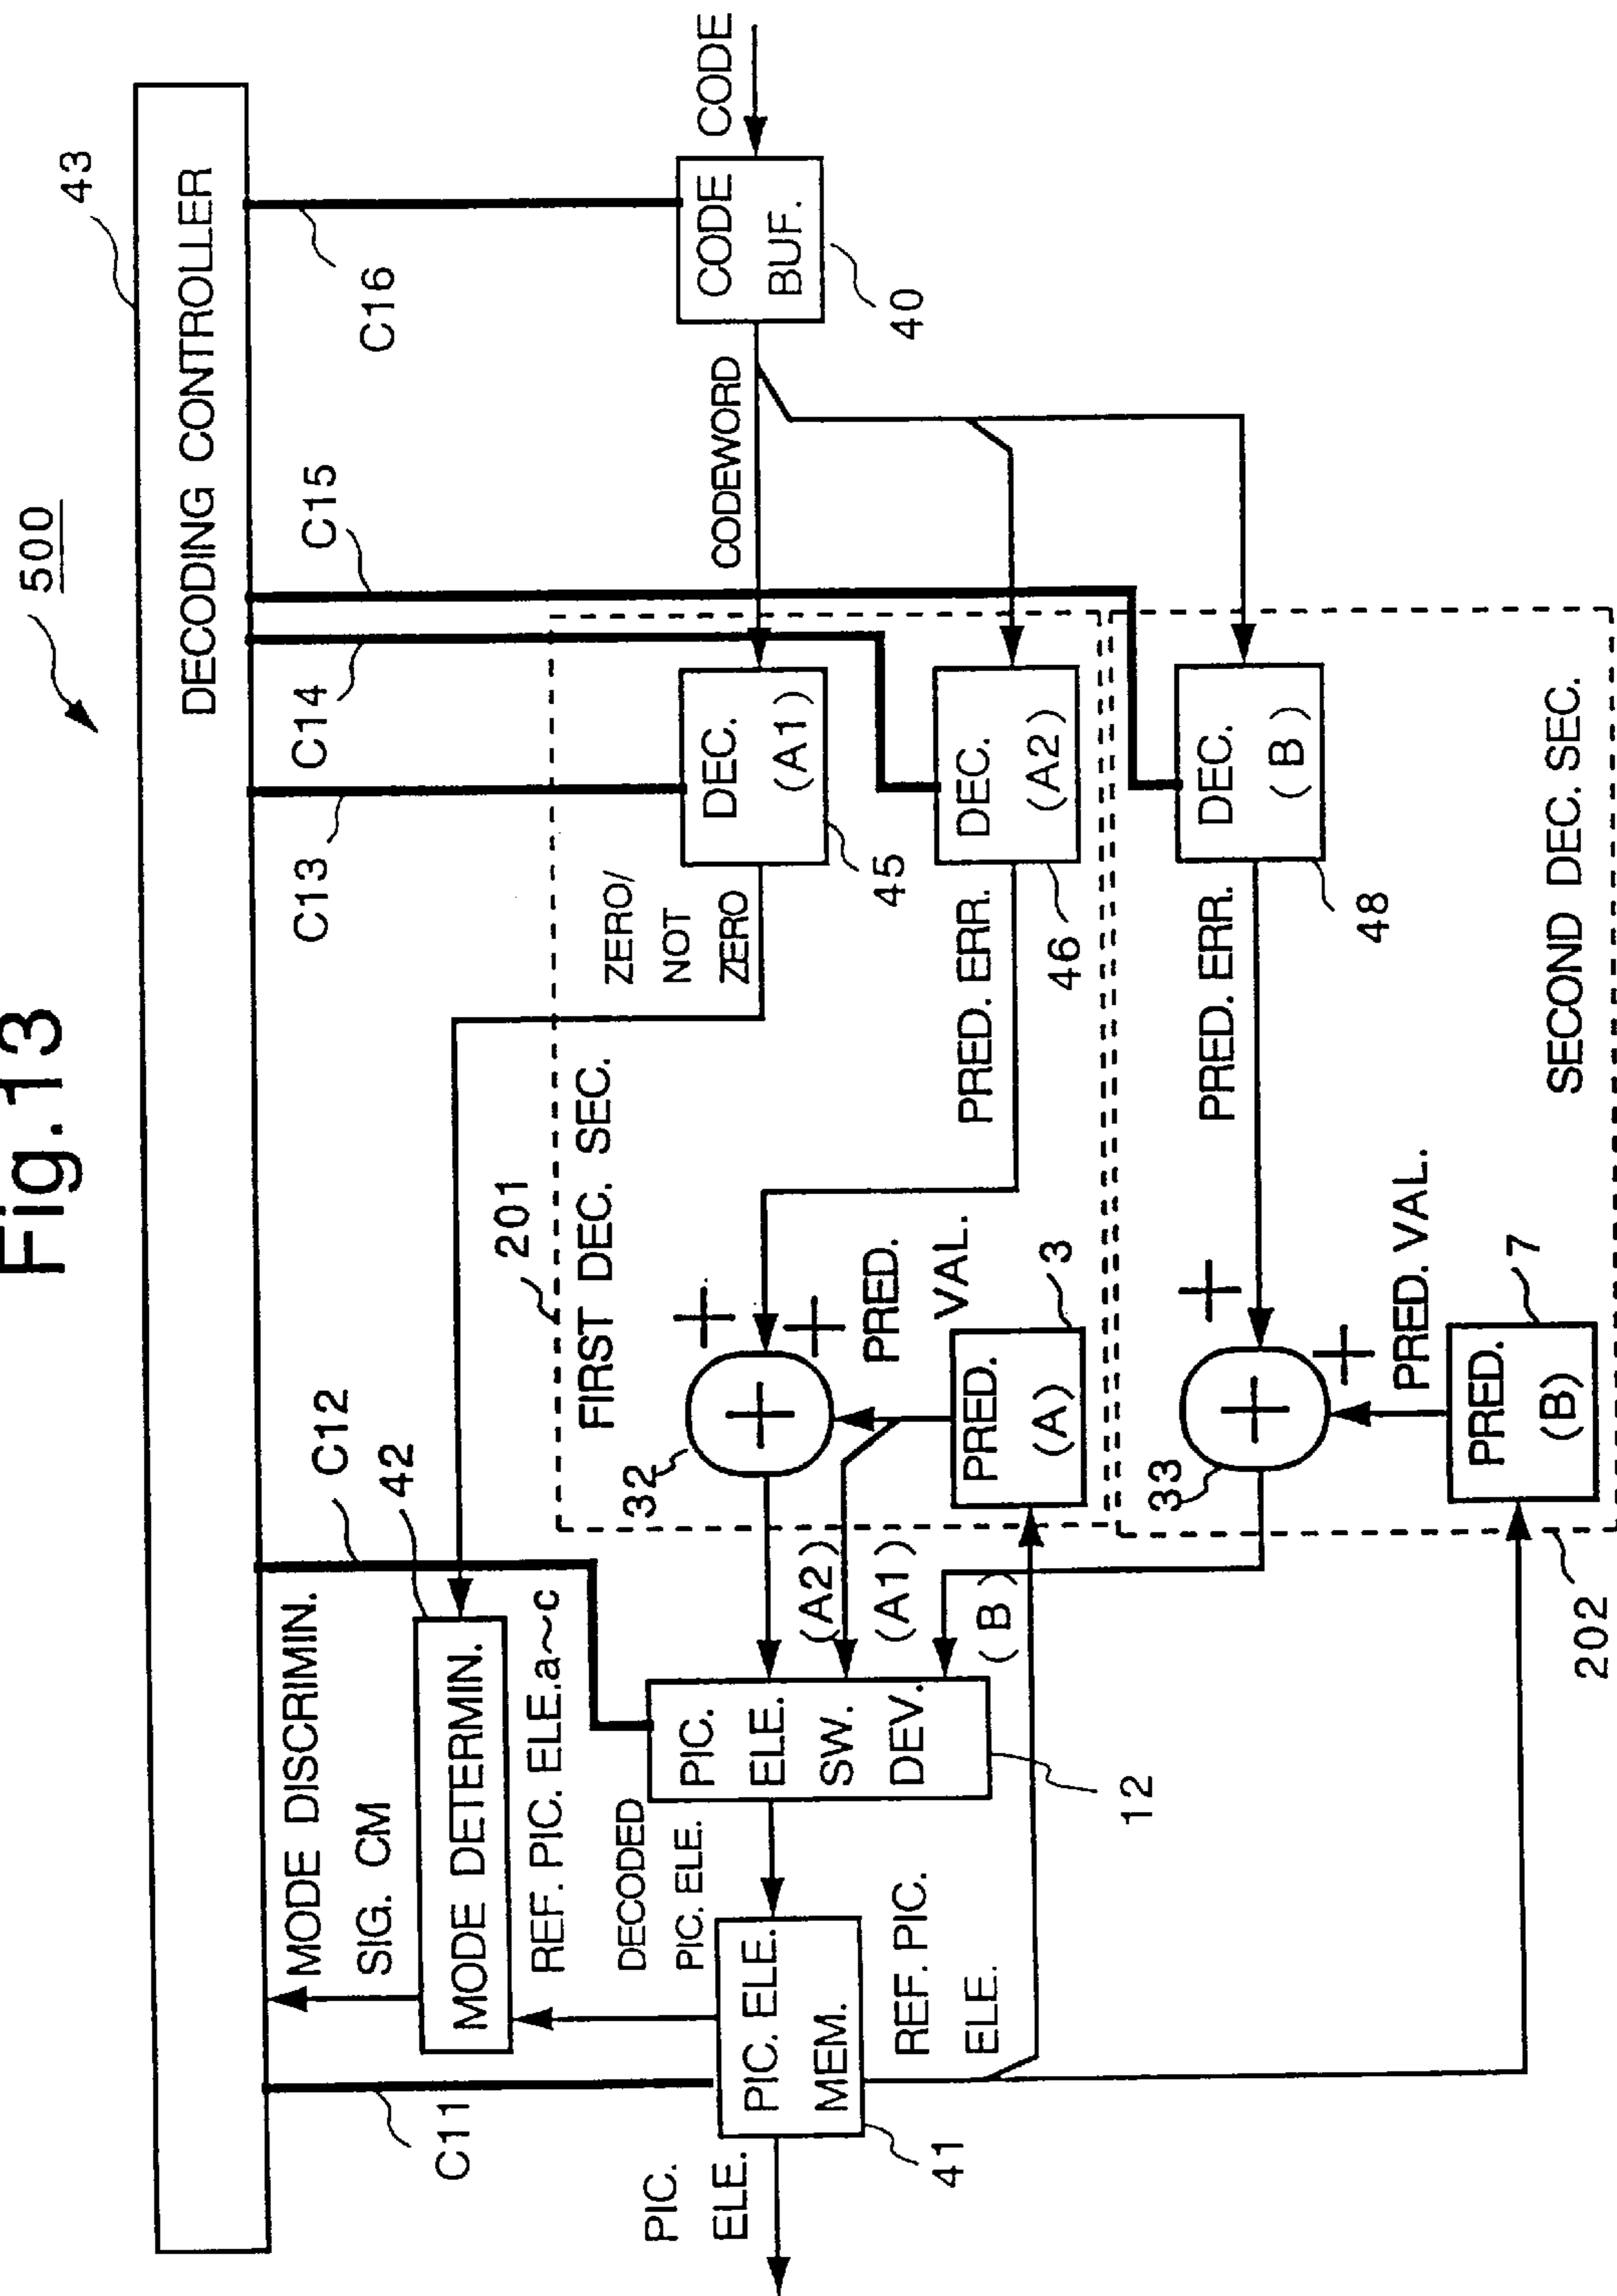 Fig.13
500
43
DECODING CONTROLLER
C11
MODE DISCRIMIN.
SIG. CM
C12
42
MODE DETERMIN.
C13
C14
C15
C16
REF. PIC. ELE.a~c
201
FIRST DEC. SEC.
ZERO/
NOT
ZERO
CODEWORD
CODE
PIC.
ELE.
PIC. ELE.
MEM.
41
DECODED
PIC. ELE.
PIC.
ELE.
SW.
DEV.
12
(A2)
(A1)
(B)
32
+
+
+
PRED.
VAL.
PRED.
(A)
3
DEC.
(A1)
45
CODE
BUF.
40
REF. PIC.
ELE.
PRED. ERR.
DEC.
(A2)
46
33
+
+
+
PRED. ERR.
DEC.
(B)
48
PRED. VAL.
PRED.
(B)
7
202
SECOND DEC. SEC.